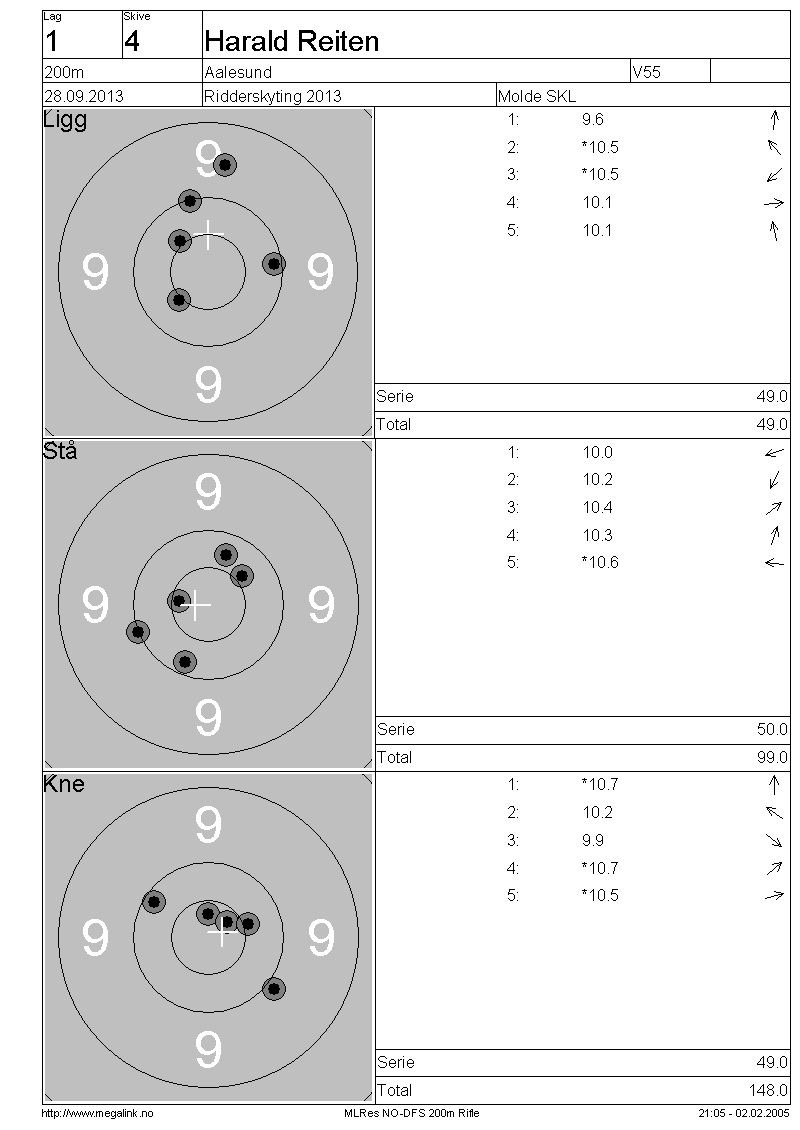 Lag Skive
1 4 Harald Reiten
200m Aalesund V55
28.09.2013 Ridderskyting 2013 Molde SKL
Ligg
1: 9.6
2: *10.5
3: *10.5
4: 10.1
5: 10.1
9
9 9
9
Serie 49.0
Total 49.0
Stå
1: 10.0
2: 10.2
3: 10.4
4: 10.3
5: *10.6
9
9 9
9
Serie 50.0
Total 99.0
Kne
1: *10.7
2: 10.2
3: 9.9
4: *10.7
5: *10.5
9
9 9
9
Serie 49.0
Total 148.0
http://www.megalink.no MLRes NO-DFS 200m Rifle 21:05 - 02.02.2005